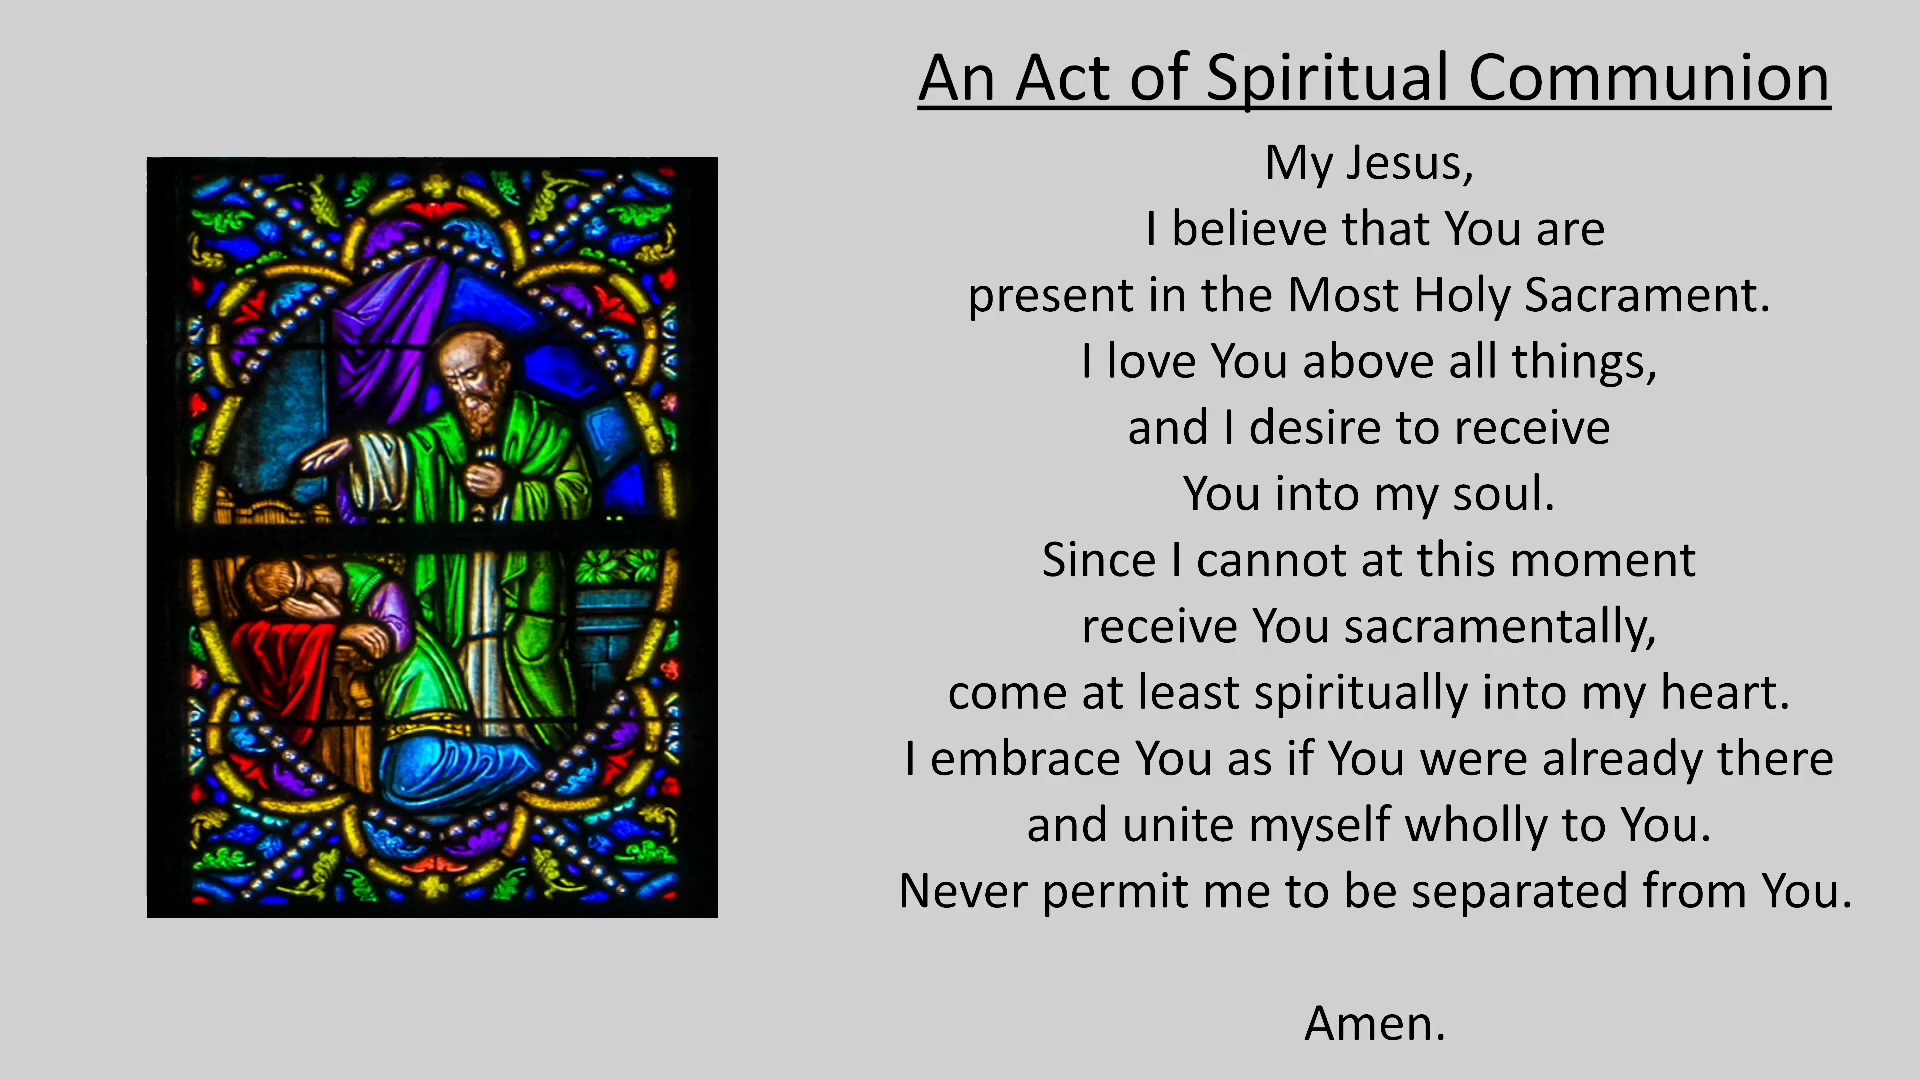 An Act of Spiritual Communion
My Jesus,
I believe that You are
present in the Most Holy Sacrament.
I love You above all things,
and I desire to receive
You into my soul.
Since I cannot at this moment
receive You sacramentally,
come at least spiritually into my heart.
I embrace You as if You were already there
and unite myself wholly to You.
Never permit me to be separated from You.
Amen.